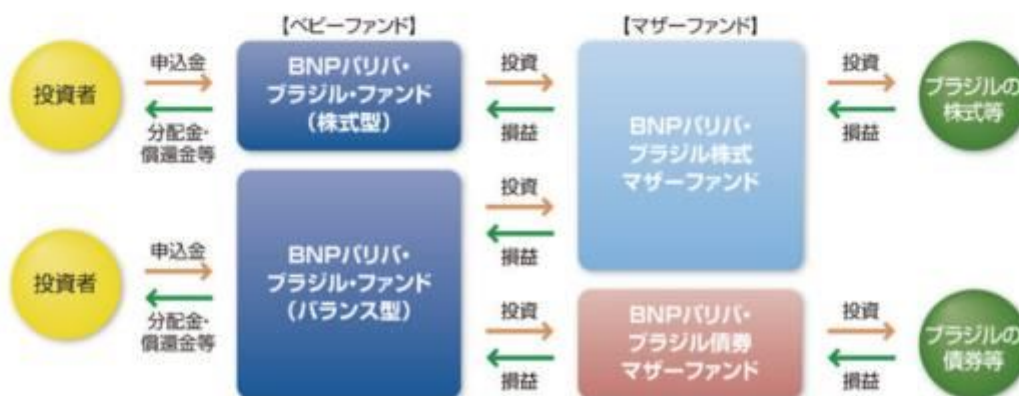 【ベビーファンド】
【マザーファンド】
投資者
申込金
分配金・
償還金等
BNPパリバ・
ブラジル・ファンド
(株式型)
投資
損益
BNPパリバ・
ブラジル株式
マザーファンド
投資
損益
ブラジルの
株式等
投資者
申込金
分配金・
償還金等
BNPパリバ・
ブラジル・ファンド
(バランス型)
投資
損益
投資
損益
BNPパリバ・
ブラジル債券
マザーファンド
投資
損益
ブラジルの
債券等